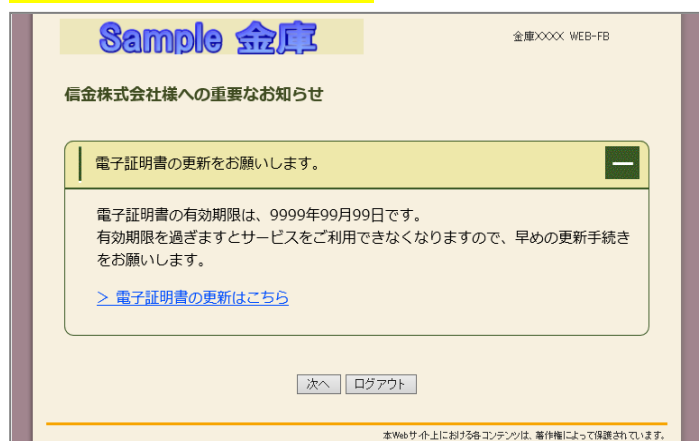 Sample 金庫
金庫XXXX WEB-FB
信金株式会社様への重要なお知らせ
電子証明書の更新をお願いします。
電子証明書の有効期限は、9999年99月99日です。
有効期限を過ぎますとサービスをご利用できなくなりますので、早めの更新手続き
をお願いします。
＞ 電子証明書の更新はこちら
次へ ログアウト
本Webサイト上における各コンテンツは、著作権によって保護されています。